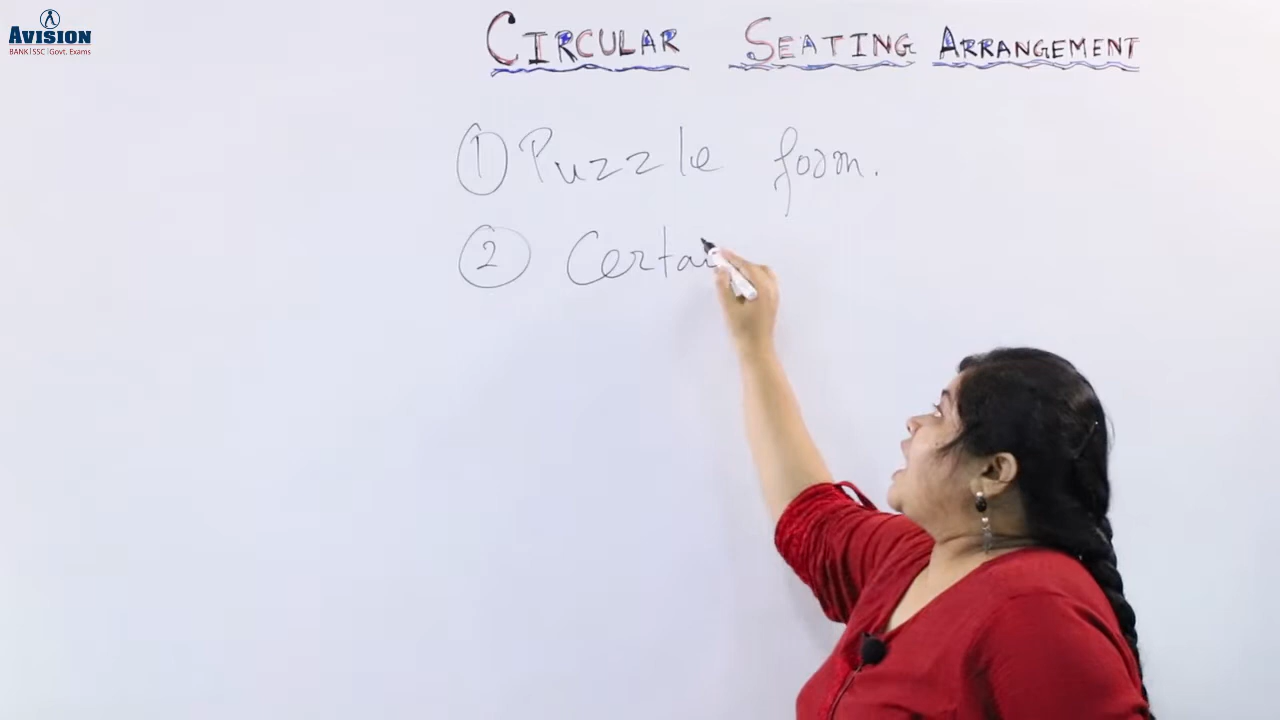 AVISION
BANK|SSC|Govt. Exams
CIRCULAR SEATING ARRANGEMENT
① Puzzle form.
② Certai